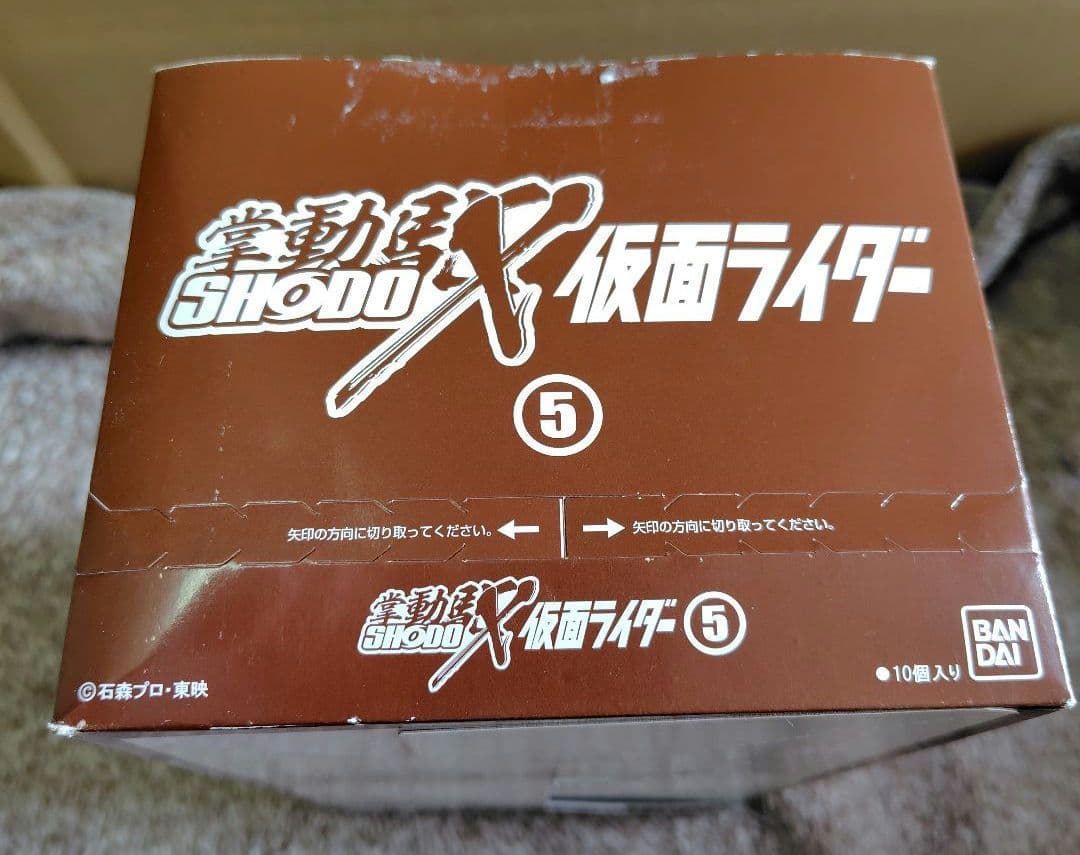 掌動駆 SHODO X 仮面ライダー
5
矢印の方向に切り取ってください。
矢印の方向に切り取ってください。
掌動駆 SHODO X 仮面ライダー 5
©石森プロ・東映
●10個入り
BAN
DAI